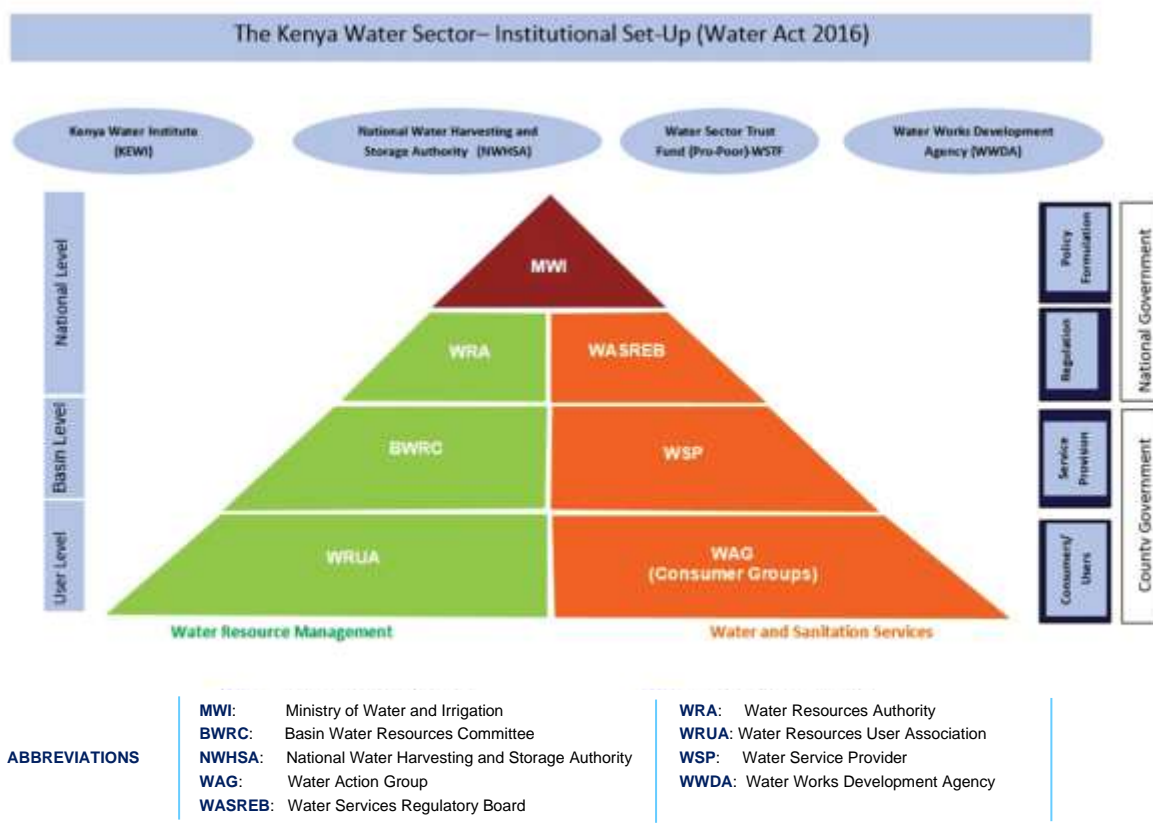 The Kenya Water Sector– Institutional Set-Up (Water Act 2016)
Kenya Water Institute
(KEWI)
National Water Harvesting and
Storage Authority (NWHSA)
Water Sector Trust
Fund (Pro-Poor)-WSTF
Water Works Development
Agency (WWDA)
National Level
Basin Level
User Level
MWI
WRA
WASREB
BWRC
WSP
WRUA
WAG
(Consumer Groups)
Policy
Formulation
Regulation
Service
Provision
Consumers/
Users
National Government
County Government
Water Resource Management
Water and Sanitation Services
ABBREVIATIONS
MWI: Ministry of Water and Irrigation
BWRC: Basin Water Resources Committee
NWHSA: National Water Harvesting and Storage Authority
WAG: Water Action Group
WASREB: Water Services Regulatory Board
WRA: Water Resources Authority
WRUA: Water Resources User Association
WSP: Water Service Provider
WWDA: Water Works Development Agency